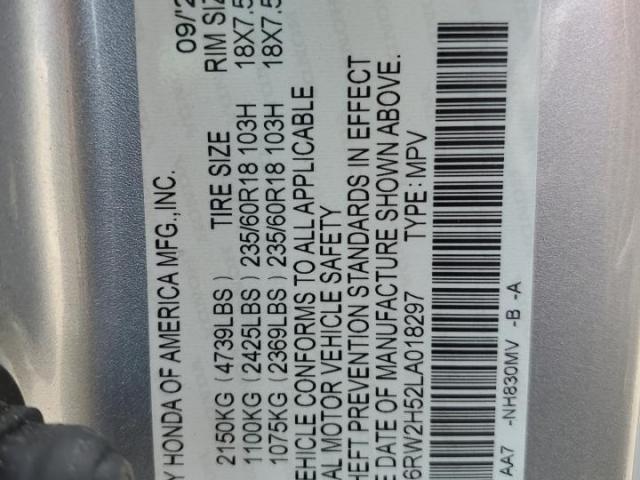 Y HONDA OF AMERICA MFG.,INC. 09/2
2150KG (4739LBS) TIRE SIZE RIM SIZ
1100KG (2425LBS) 235/60R18 103H 18X7.5
1075KG (2369LBS) 235/60R18 103H 18X7.5
EHICLE CONFORMS TO ALL APPLICABLE
AL MOTOR VEHICLE SAFETY
HEFT PREVENTION STANDARDS IN EFFECT
E DATE OF MANUFACTURE SHOWN ABOVE.
6RW2H52LA018297 TYPE: MPV
AA7 -NH830MV -B -A